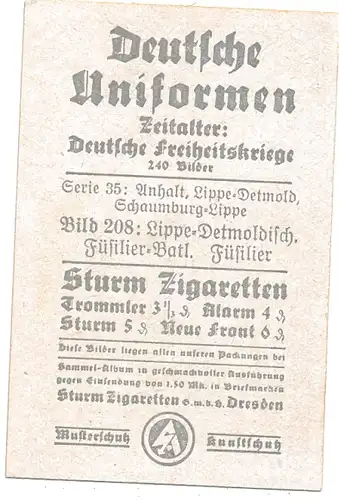 Deutsche
Uniformen
Zeitalter:
Deutsche Freiheitskriege
240 Bilder
Serie 35: Anhalt, Lippe=Detmold,
Schaumburg=Lippe
Bild 208: Lippe=Detmoldisch.
Füsilier=Batl. Füsilier
Sturm Zigaretten
Trommler 3⅓ ₰ Alarm 4 ₰
Sturm 5 ₰ Neue Front 6 ₰
Diese Bilder liegen allen unseren Packungen bei
Sammel=Album in geschmackvoller Ausführung
gegen Einsendung von 1,50 Mk. in Briefmarken
Sturm Zigaretten G.m.b.H. Dresden
Musterschutz Kunstschutz